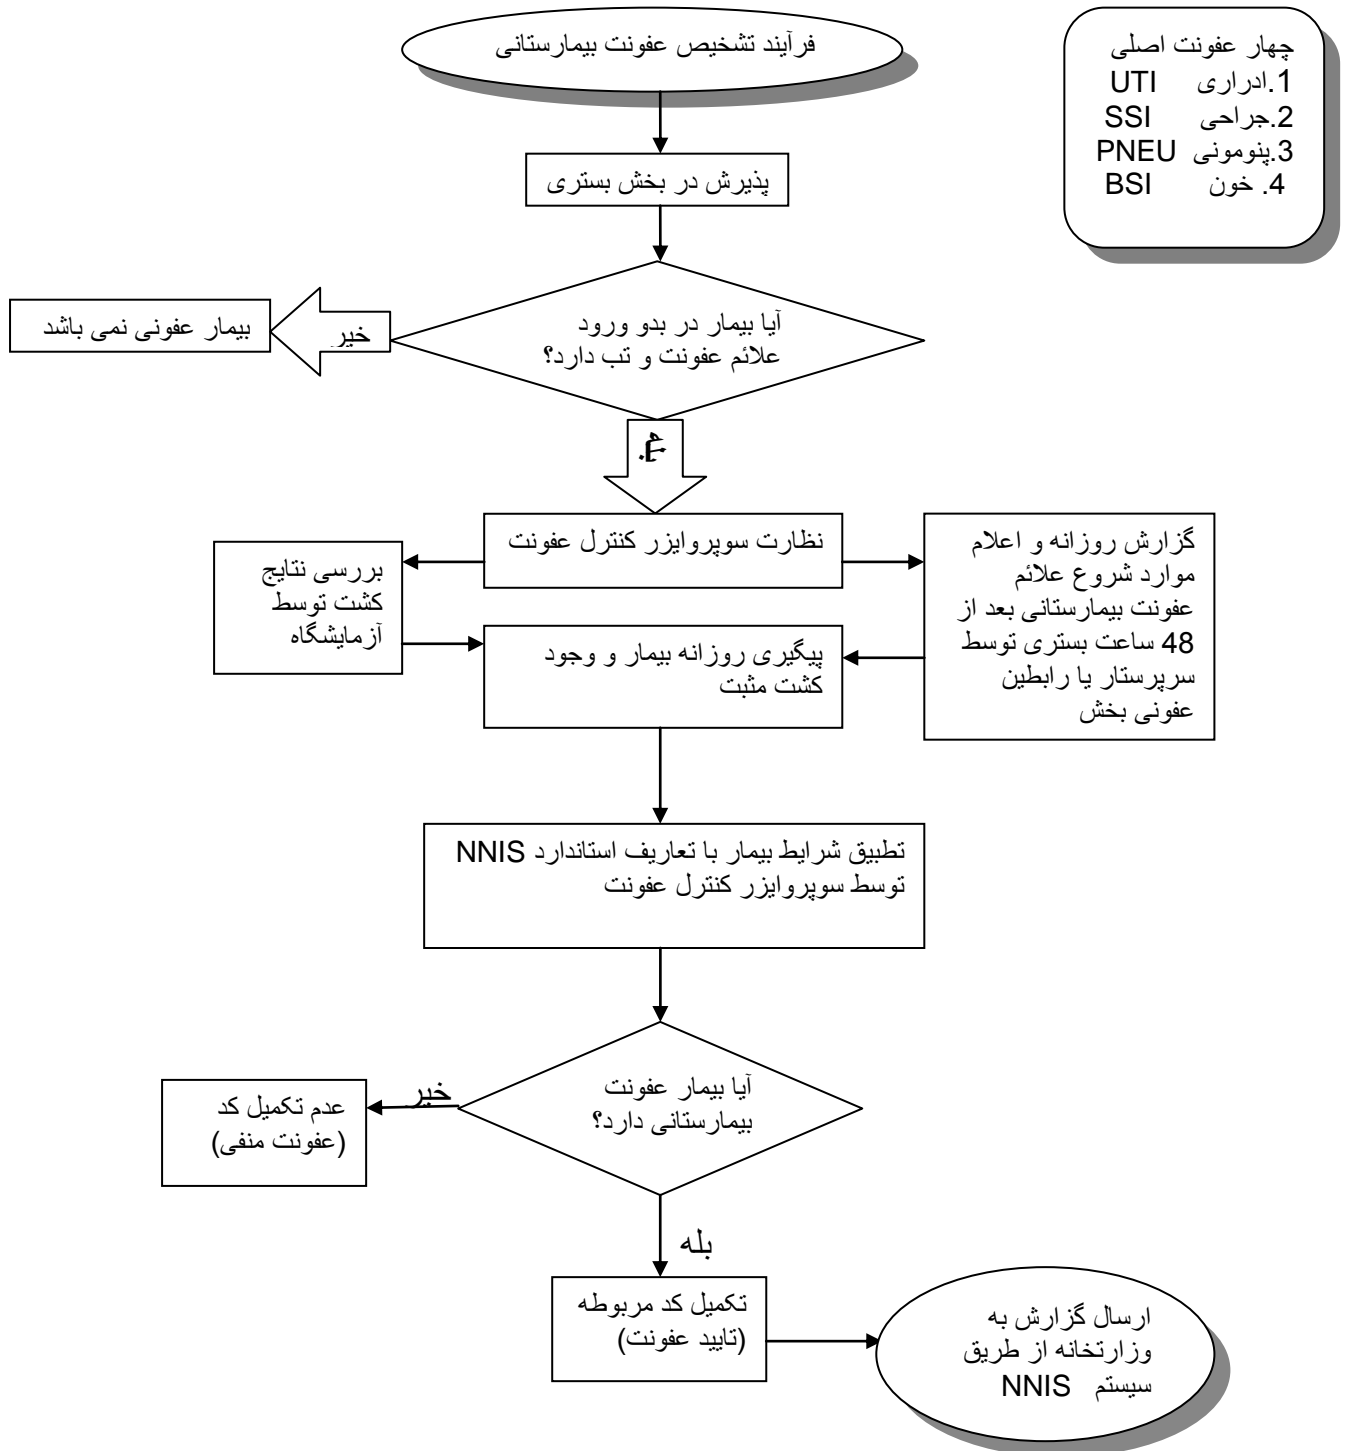 فرآیند تشخیص عفونت بیمارستانی
چهار عفونت اصلی
1.ادراری UTI
2.جراحی SSI
3.پنومونی PNEU
4. خون BSI
پذیرش در بخش بستری
آیا بیمار در بدو ورود
علائم عفونت و تب دارد؟
خیر
بیمار عفونی نمی باشد
نظارت سوپروایزر کنترل عفونت
گزارش روزانه و اعلام
موارد شروع علائم
عفونت بیمارستانی بعد از
48 ساعت بستری توسط
سرپرستار یا رابطین
عفونی بخش
بررسی نتایج
کشت توسط
آزمایشگاه
پیگیری روزانه بیمار و وجود
کشت مثبت
تطبیق شرایط بیمار با تعاریف استاندارد NNIS
توسط سوپروایزر کنترل عفونت
آیا بیمار عفونت
بیمارستانی دارد؟
خیر
عدم تکمیل کد
(عفونت منفی)
بله
تکمیل کد مربوطه
(تایید عفونت)
ارسال گزارش به
وزارتخانه از طریق
سیستم NNIS